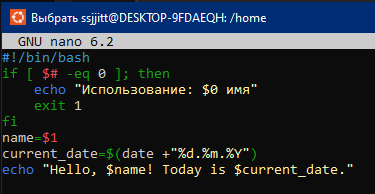 Выбрать ssjjitt@DESKTOP-9FDAEQH: /home
GNU nano 6.2
#!/bin/bash
if [ $# -eq 0 ]; then
    echo "Использование: $0 имя"
    exit 1
fi
name=$1
current_date=$(date +"%d.%m.%Y")
echo "Hello, $name! Today is $current_date."